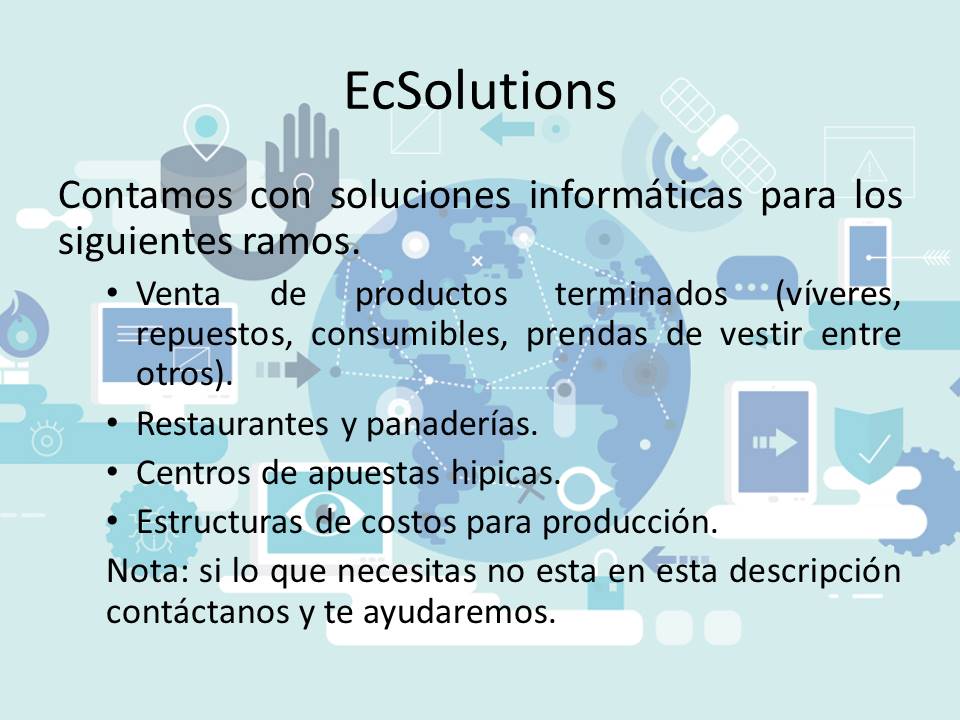 EcSolutions
Contamos con soluciones informáticas para los
siguientes ramos.
• Venta de productos terminados (víveres,
repuestos, consumibles, prendas de vestir entre
otros).
• Restaurantes y panaderías.
• Centros de apuestas hipicas.
• Estructuras de costos para producción.
Nota: si lo que necesitas no esta en esta descripción
contáctanos y te ayudaremos.